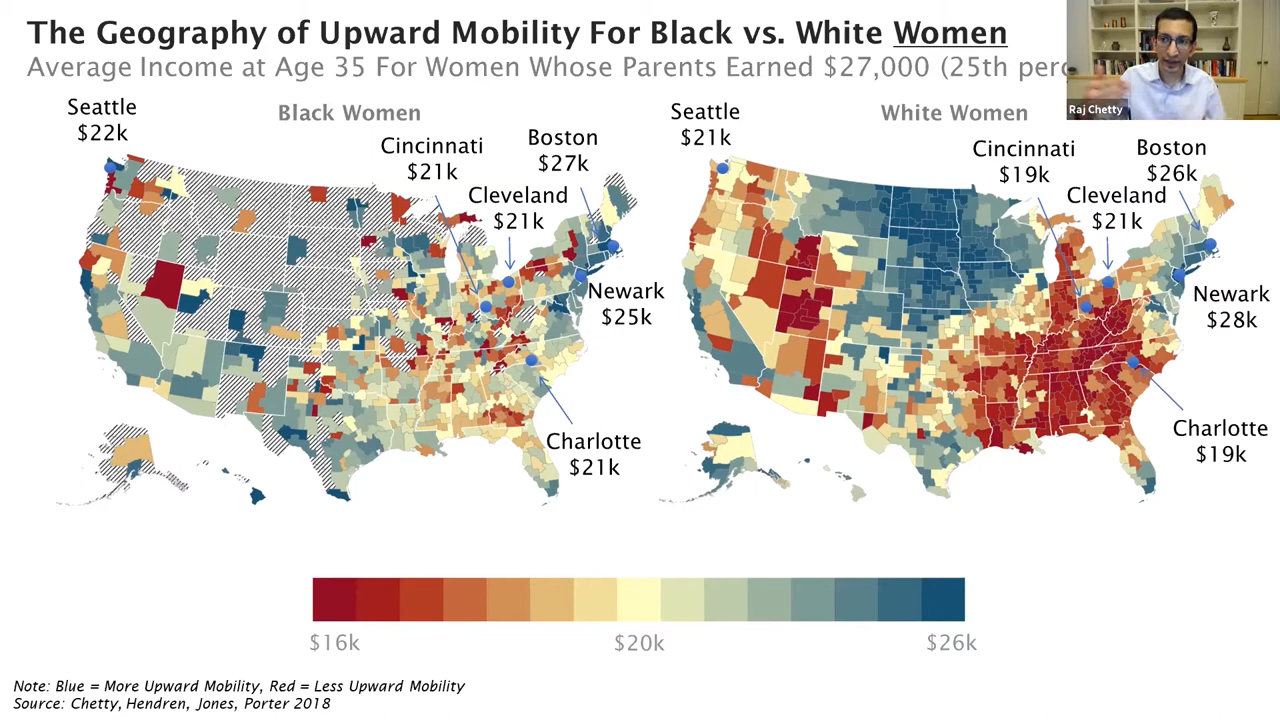 The Geography of Upward Mobility For Black vs. White Women
Average Income at Age 35 For Women Whose Parents Earned $27,000 (25th
Raj Chetty
Black Women
Seattle
$22k
Cincinnati
$21k
Boston
$27k
Cleveland
$21k
Newark
$25k
Charlotte
$21k
White Women
Seattle
$21k
Cincinnati
$19k
Boston
$26k
Cleveland
$21k
Newark
$28k
Charlotte
$19k
$16k
$20k
$26k
Note: Blue = More Upward Mobility, Red = Less Upward Mobility
Source: Chetty, Hendren, Jones, Porter 2018